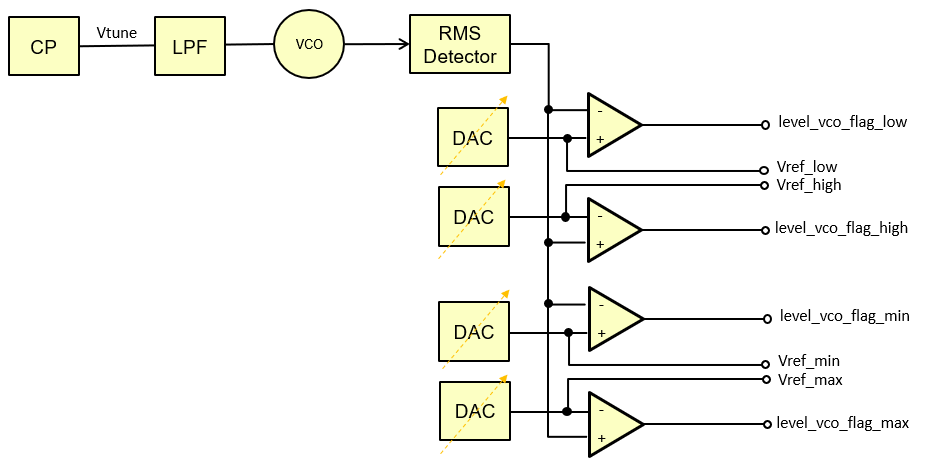 CP
Vtune
LPF
VCO
RMS
Detector
DAC
-
+
level_vco_flag_low
Vref_low
Vref_high
DAC
-
+
level_vco_flag_high
DAC
-
+
level_vco_flag_min
Vref_min
Vref_max
DAC
-
+
level_vco_flag_max